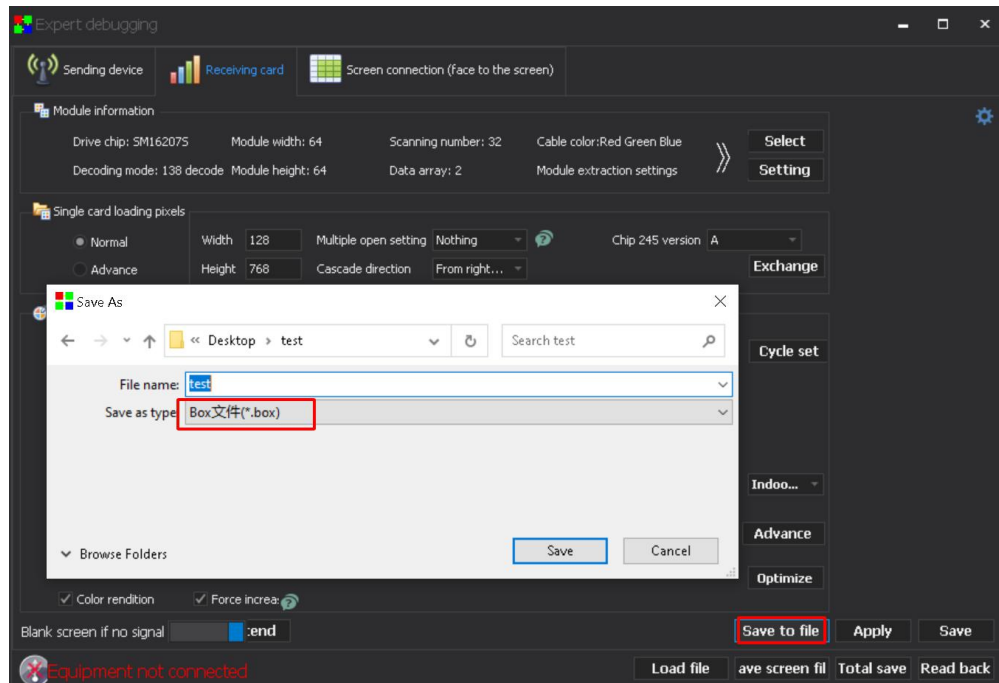 Expert debugging
Sending device
Receiving card
Screen connection (face to the screen)
Module information
Drive chip: SM16207S Module width: 64 Scanning number: 32 Cable color:Red Green Blue
Select
Decoding mode: 138 decode Module height: 64 Data array: 2 Module extraction settings
Setting
Single card loading pixels
Normal Width 128 Multiple open setting Nothing Chip 245 version A
Advance Height 768 Cascade direction From right...
Exchange
Save As
« Desktop › test
Search test
Cycle set
File name: test
Save as type Box文件(*.box)
Indoo...
Advance
Browse Folders
Save
Cancel
Optimize
Color rendition Force increa:
Blank screen if no signal :end
Save to file Apply Save
Equipment not connected
Load file ave screen fil Total save Read back